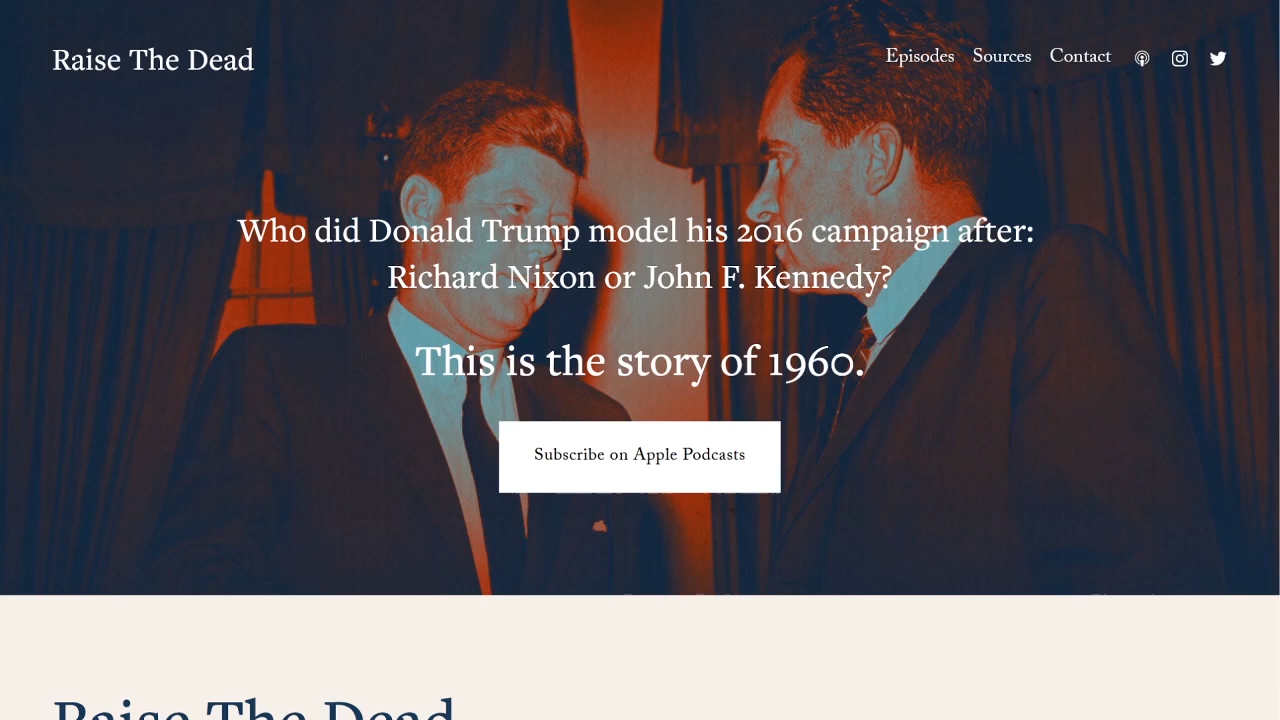 Raise The Dead
Episodes Sources Contact
Who did Donald Trump model his 2016 campaign after:
Richard Nixon or John F. Kennedy?
This is the story of 1960.
Subscribe on Apple Podcasts
Raise The Dead